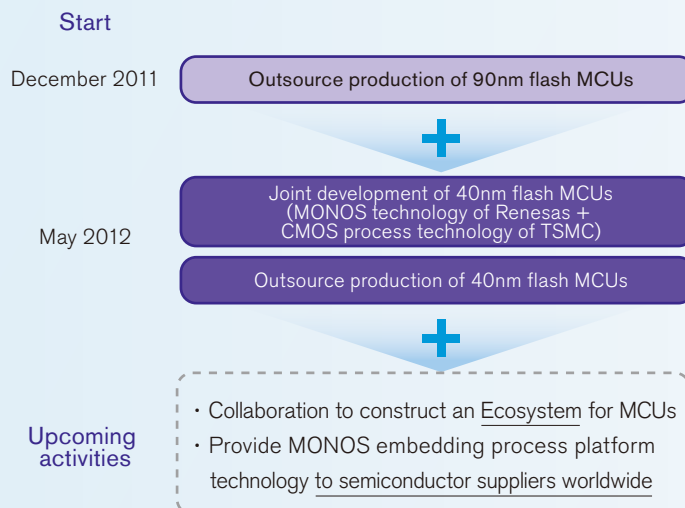 Start
December 2011
Outsource production of 90nm flash MCUs
May 2012
Joint development of 40nm flash MCUs
(MONOS technology of Renesas +
CMOS process technology of TSMC)
Outsource production of 40nm flash MCUs
Upcoming
activities
・Collaboration to construct an Ecosystem for MCUs
・Provide MONOS embedding process platform
technology to semiconductor suppliers worldwide